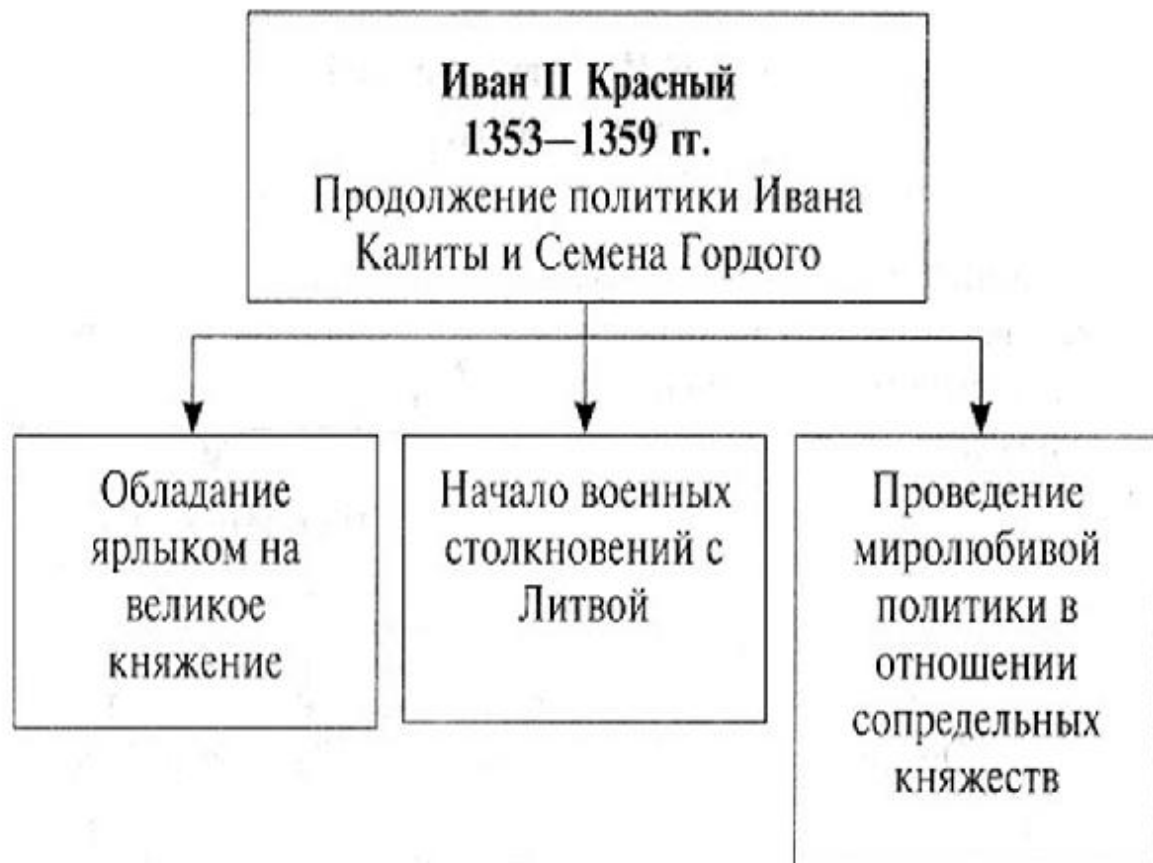 Иван II Красный
1353—1359 гг.
Продолжение политики Ивана
Калиты и Семена Гордого
Обладание
ярлыком на
великое
княжение
Начало военных
столкновений с
Литвой
Проведение
миролюбивой
политики в
отношении
сопредельных
княжеств